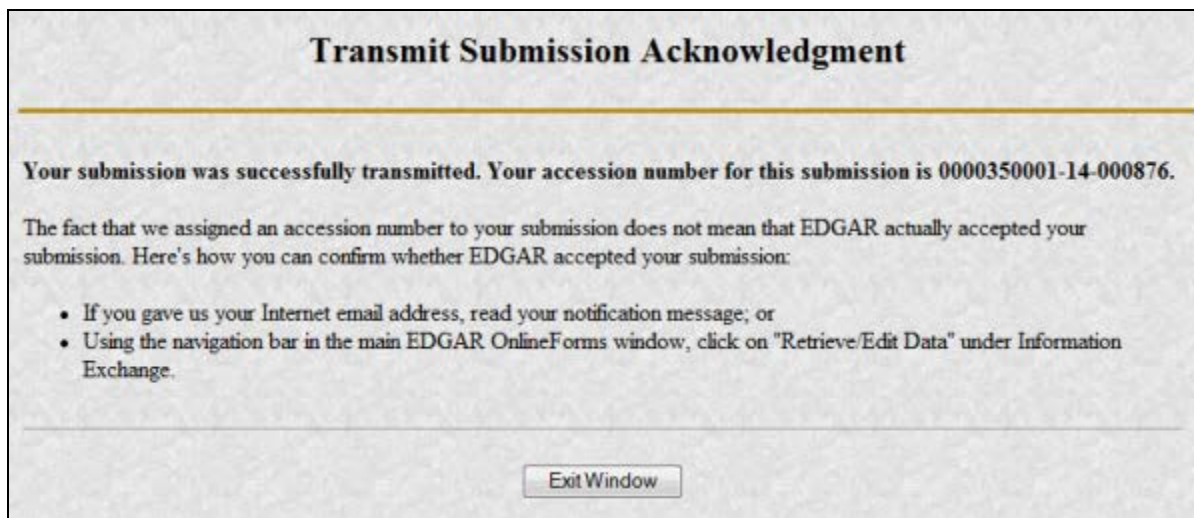 Transmit Submission Acknowledgment
Your submission was successfully transmitted. Your accession number for this submission is 0000350001-14-000876.
The fact that we assigned an accession number to your submission does not mean that EDGAR actually accepted your
submission. Here's how you can confirm whether EDGAR accepted your submission:
• If you gave us your Internet email address, read your notification message; or
• Using the navigation bar in the main EDGAR OnlineForms window, click on "Retrieve/Edit Data" under Information
Exchange.
Exit Window